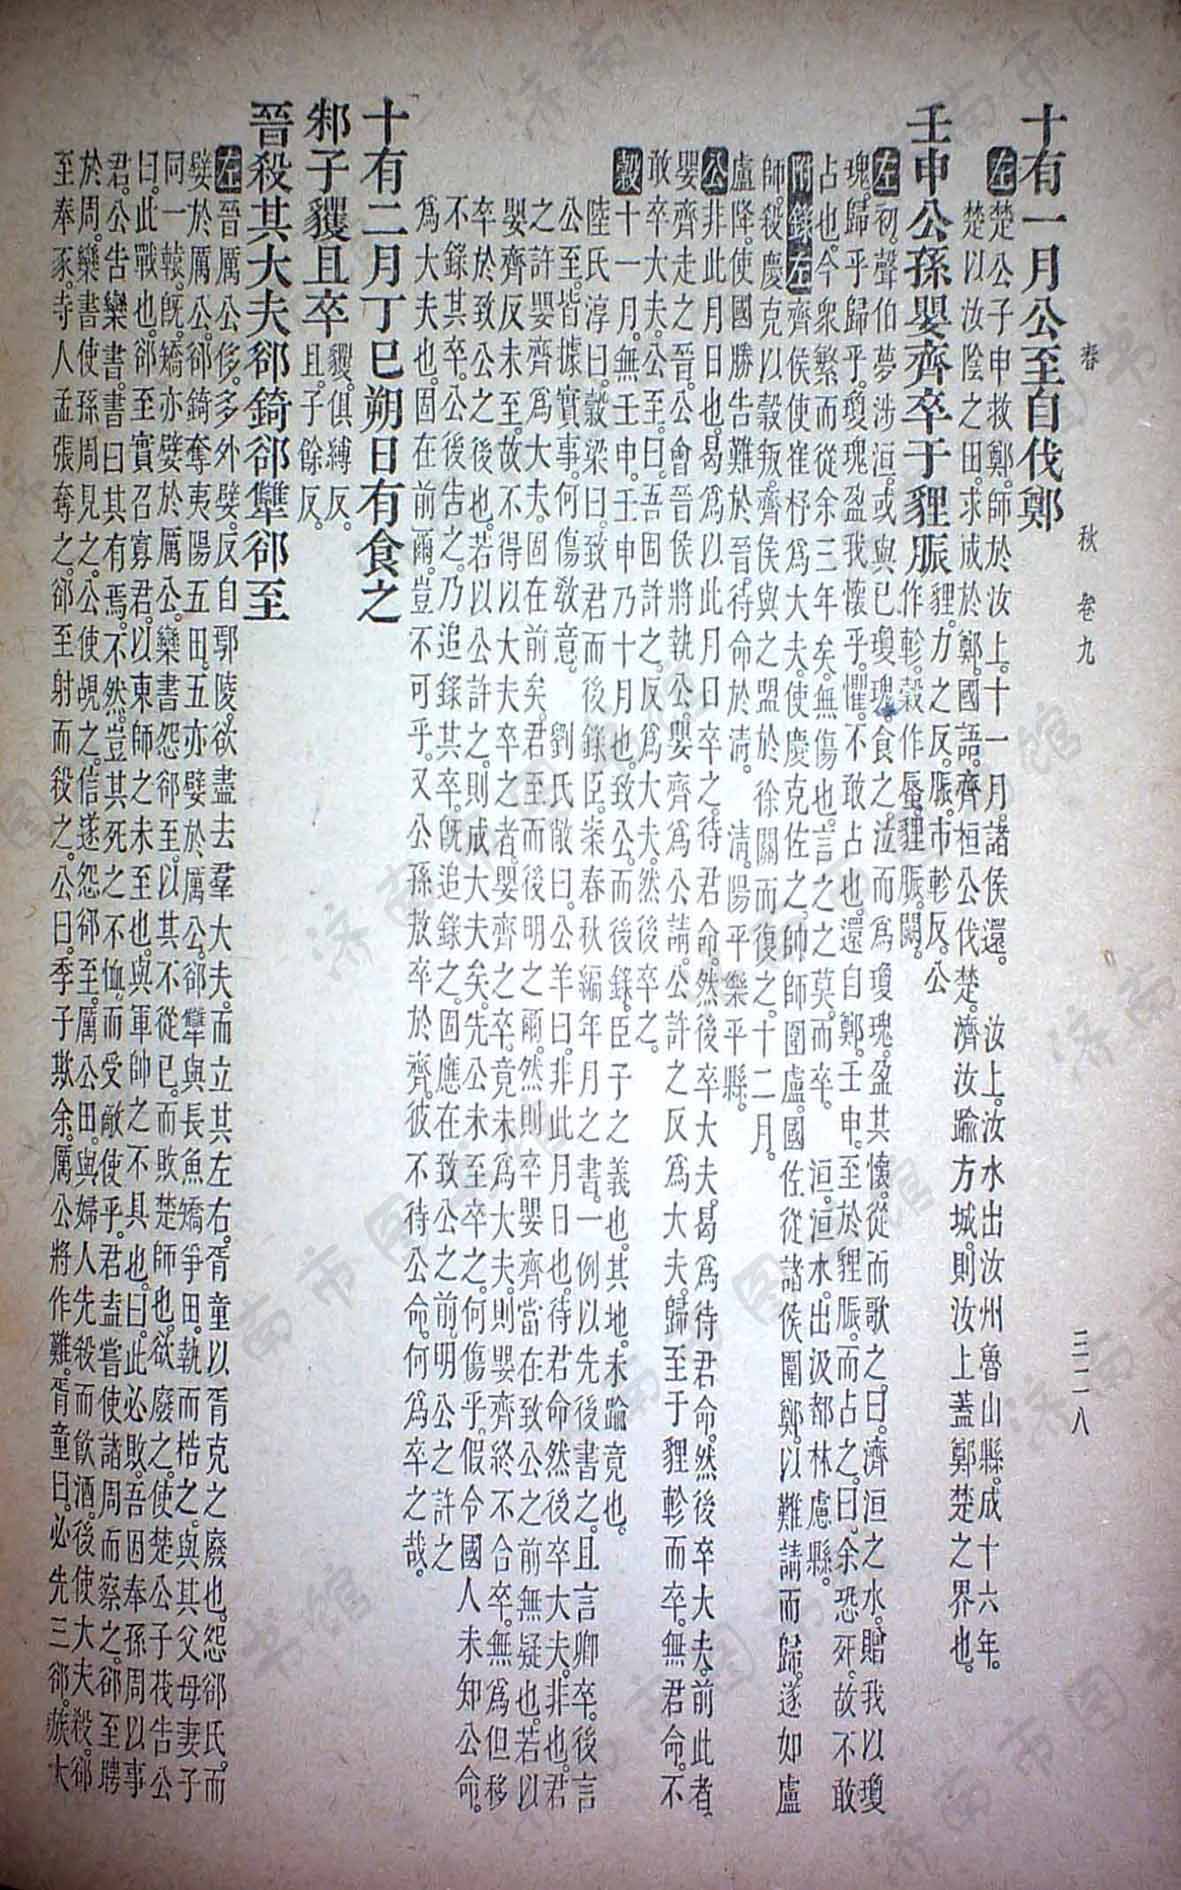 春秋 卷九 三二八
十有一月公至自伐鄭
左楚公子申救鄭師於汝上。十一月諸侯還。 汝上。汝水出汝州魯山縣。成十六年。
楚以汝陰之田。求成於鄭。國語。齊桓公伐楚。濟汝踰方城。則汝上蓋鄭楚之界也。
壬申公孫嬰齊卒于貍脤 貍。力之反。脤。市軫反。公
作軫。穀作蜃。貍脤。闕。
左初。聲伯夢涉洹。或與己瓊瑰。食之。泣而爲瓊瑰。盈其懷。從而歌之。曰。濟洹之水。贈我以瓊
瑰。歸乎歸乎。瓊瑰盈我懷乎。懼。不敢占也。還自鄭。壬申。至於貍脤。而占之。曰。余恐死。故不敢
占也。今衆繁而從余三年矣。無傷也。言之之莫。而卒。 洹。洹水。出汲都林慮縣。
附錄左齊侯使崔杼爲大夫。使慶克佐之。帥師圍盧。國佐從諸侯圍鄭。以難請而歸。遂如盧
師。殺慶克。以穀叛。齊侯與之盟於徐關而復之。十二月。
盧降。使國勝告難於晉。待命於淸。 淸。陽平樂平縣。
公非此月日也。曷爲以此月日卒之。待君命。然後卒大夫。曷爲待君命。然後卒大夫。前此者。
嬰齊走之晉。公會晉侯將執公。嬰齊爲公請。公許之反爲大夫。歸至于貍軫而卒。無君命。不
敢卒大夫。公至。曰。吾固許之。反爲大夫。然後卒之。
穀十一月。無壬申。壬申乃十月也。致公。而後錄。臣子之義也。其地。未踰竟也。
陸氏淳曰。穀梁曰。致君而後錄臣。案春秋編年月之書。一例以先後書之。且言卿卒。後言
公至。皆據實事。何傷敎意。 劉氏敞曰。公羊曰。非此月日也。待君命然後卒大夫。非也。君
之許嬰齊爲大夫。固在前矣。君至而後明之爾。然則卒嬰齊當在致公之前無疑也。若以
嬰齊反未至。故不得以大夫卒之者。嬰齊之卒。竟未爲大夫。則嬰齊終不合卒。無爲但移
卒於致公之後也。若以公許之。則成大夫矣。先公未至卒之。何傷乎。假令國人未知公命。
不錄其卒。公後告之。乃追錄其卒。旣追錄之。固應在致公之前。明公之許之
爲大夫也。固在前爾。豈不可乎。又公孫敖卒於齊。彼不待公命。何爲卒之哉。
十有二月丁巳朔日有食之
邾子貜且卒 貜。俱縛反。
且。子餘反。
晉殺其大夫郤錡郤犫郤至
左晉厲公侈。多外嬖。反自鄢陵。欲盡去羣大夫。而立其左右。胥童以胥克之廢也。怨郤氏。而
嬖於厲公。郤錡奪夷陽五田。五亦嬖於厲公。郤犫與長魚矯爭田。執而梏之。與其父母妻子
同一轅。旣。矯亦嬖於厲公。欒書怨郤至。以其不從己。而敗楚師也。欲廢之。使楚公子茷告公
曰。此戰也。郤至實召寡君。以東師之未至也。與軍帥之不具也。曰。此必敗。吾因奉孫周以事
君。公告欒書。書曰其有焉。不然。豈其死之不恤。而受敵使乎。君盍嘗使諸周而察之。郤至聘
於周。欒書使孫周見之。公使覘之。信。遂怨郤至。厲公田。與婦人先殺而飮酒。後使大夫殺。郤
至奉豕。寺人孟張奪之。郤至射而殺之。公曰。季子欺余。厲公將作難。胥童曰。必先三郤。族大